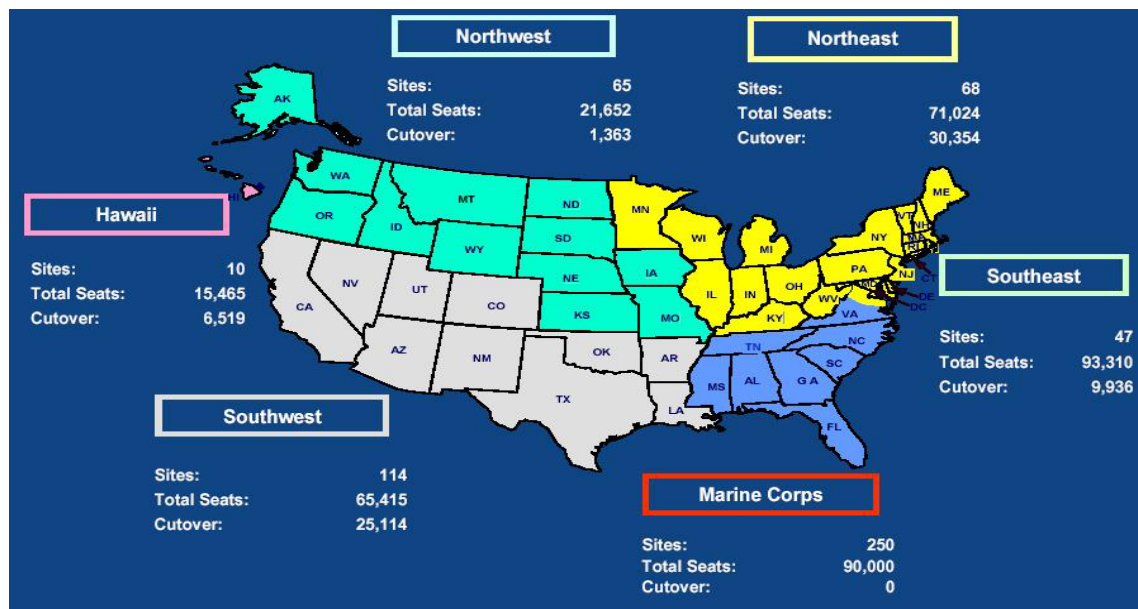 Northwest
Sites: 65
Total Seats: 21,652
Cutover: 1,363
Northeast
Sites: 68
Total Seats: 71,024
Cutover: 30,354
Hawaii
Sites: 10
Total Seats: 15,465
Cutover: 6,519
Southeast
Sites: 47
Total Seats: 93,310
Cutover: 9,936
Southwest
Sites: 114
Total Seats: 65,415
Cutover: 25,114
Marine Corps
Sites: 250
Total Seats: 90,000
Cutover: 0
AK
HI
WA
OR
ID
MT
WY
ND
SD
NE
KS
IA
MO
MN
WI
MI
IL
IN
OH
KY
WV
PA
NY
VT
NH
ME
MA
RI
CT
NJ
DE
DC
MD
VA
NC
SC
TN
MS
AL
G A
FL
CA
NV
UT
CO
AZ
NM
OK
TX
AR
LA